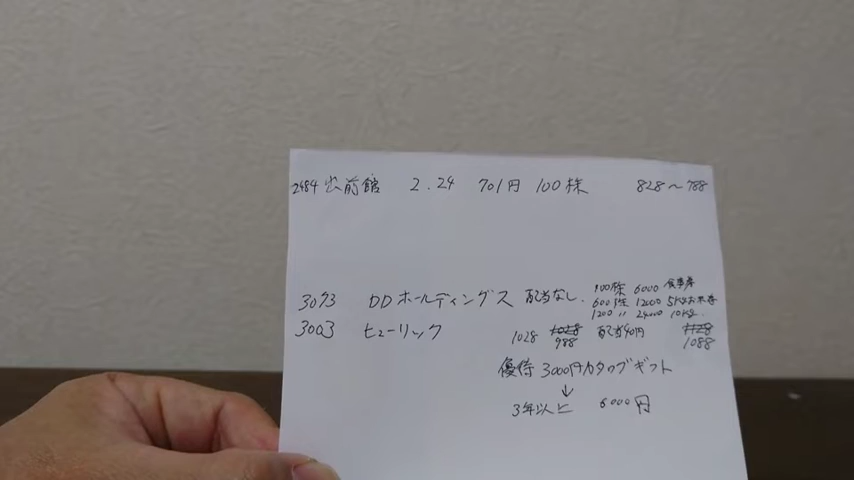 2484 出前館 2.24 701円 100株 828～788
3073 DDホールディングス 配当なし. 100株 6000 食事券
600株 12000 5kgお米等
1200 〃 24000 10kg.
3003 ヒューリック 1028 1028 配当40円 1128
988 1088
優待 3000円カタログギフト
↓
3年以上 6000円